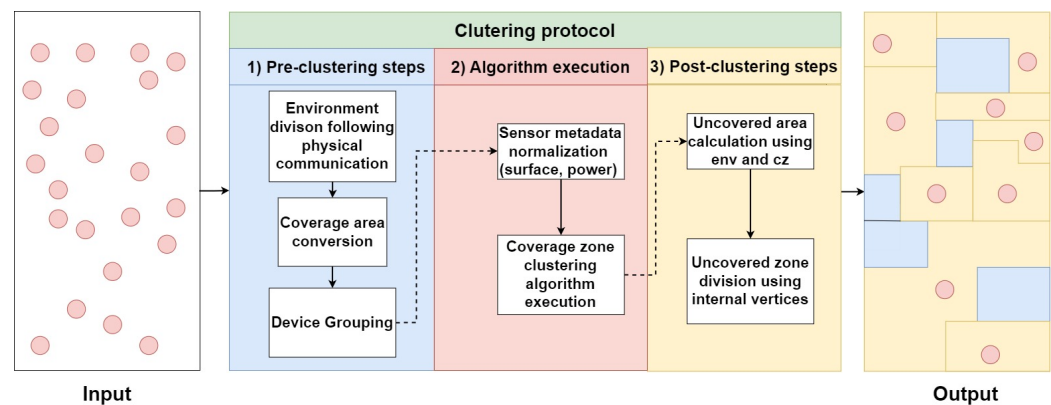 Clutering protocol
1) Pre-clustering steps
2) Algorithm execution
3) Post-clustering steps
Environment
divison following
physical
communication
Coverage area
conversion
Device Grouping
Sensor metadata
normalization
(surface, power)
Coverage zone
clustering
algorithm
execution
Uncovered area
calculation using
env and cz
Uncovered zone
division using
internal vertices
Input
Output